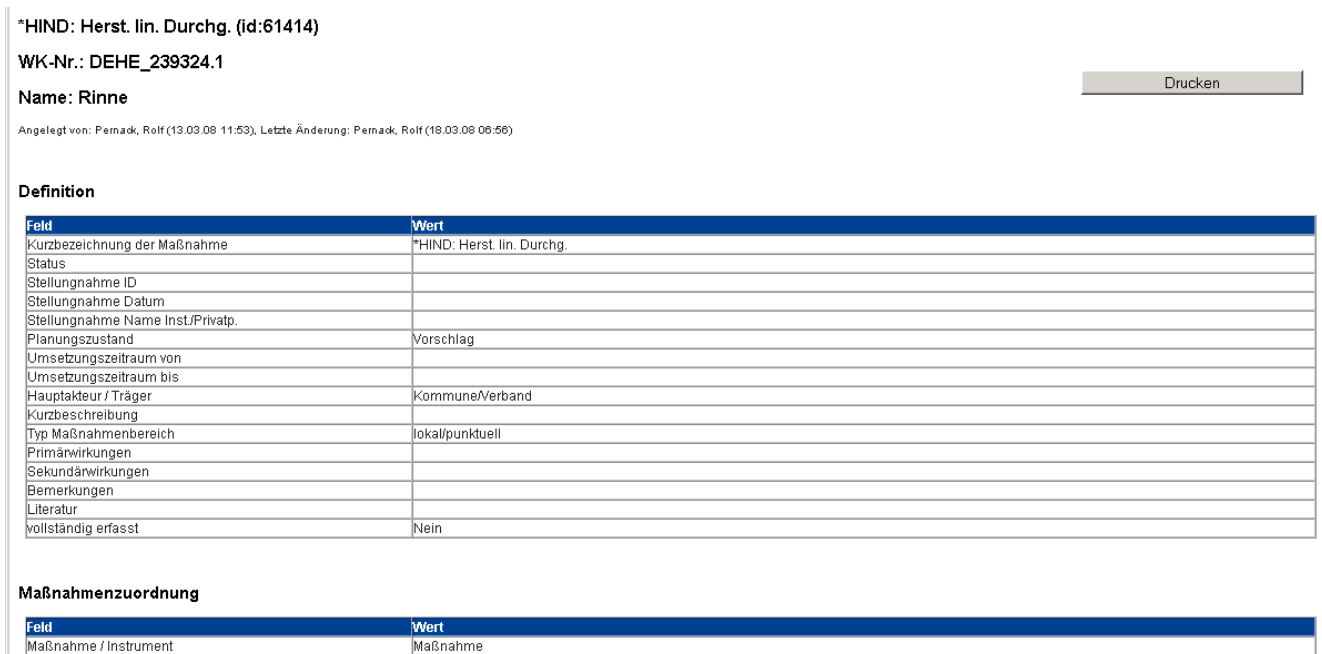 *HIND: Herst. lin. Durchg. (id:61414)
WK-Nr.: DEHE_239324.1
Drucken
Name: Rinne
Angelegt von: Pernack, Rolf (13.03.08 11:53), Letzte Änderung: Pernack, Rolf (18.03.08 06:56)
Definition
Feld Wert
Kurzbezeichnung der Maßnahme *HIND: Herst. lin. Durchg.
Status
Stellungnahme ID
Stellungnahme Datum
Stellungnahme Name Inst./Privatp.
Planungszustand Vorschlag
Umsetzungszeitraum von
Umsetzungszeitraum bis
Hauptakteur / Träger Kommune/Verband
Kurzbeschreibung
Typ Maßnahmenbereich lokal/punktuell
Primärwirkungen
Sekundärwirkungen
Bemerkungen
Literatur
vollständig erfasst Nein
Maßnahmenzuordnung
Feld Wert
Maßnahme / Instrument Maßnahme